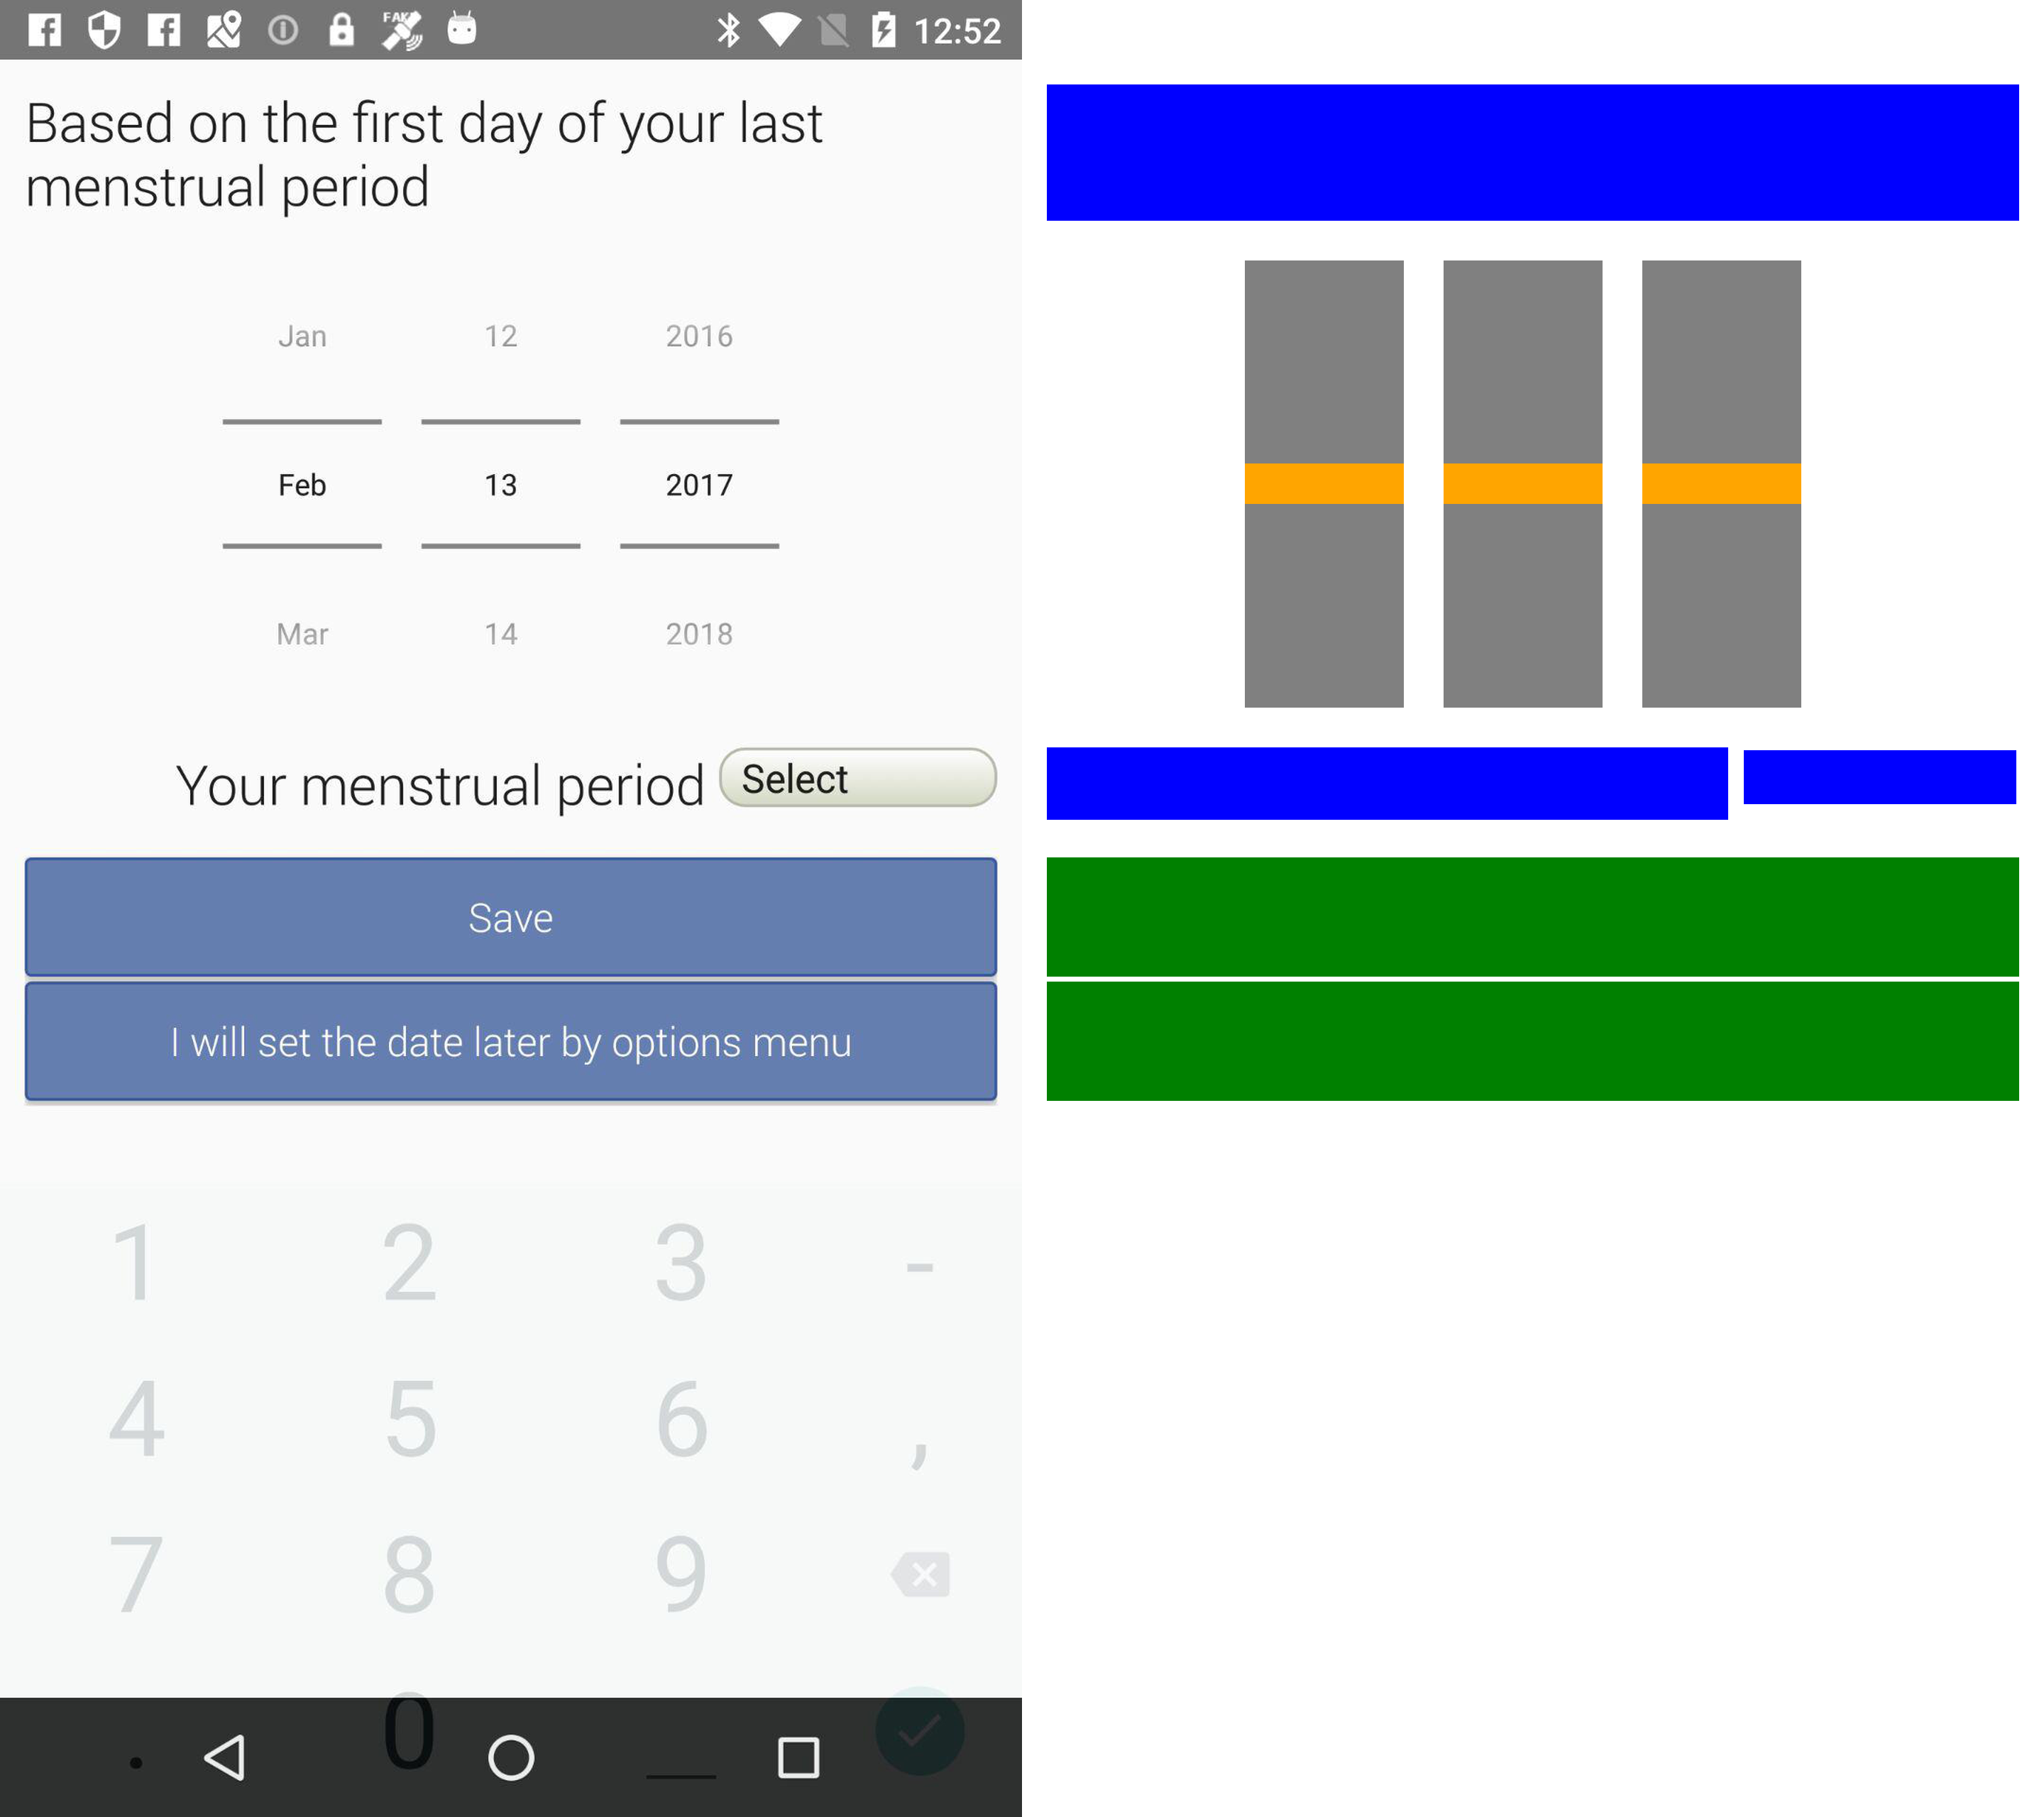 FAKE
12:52
Based on the first day of your last
menstrual period
Jan 12 2016
Feb 13 2017
Mar 14 2018
Your menstrual period Select
Save
I will set the date later by options menu
1 2 3 -
4 5 6 ,
7 8 9
. 0